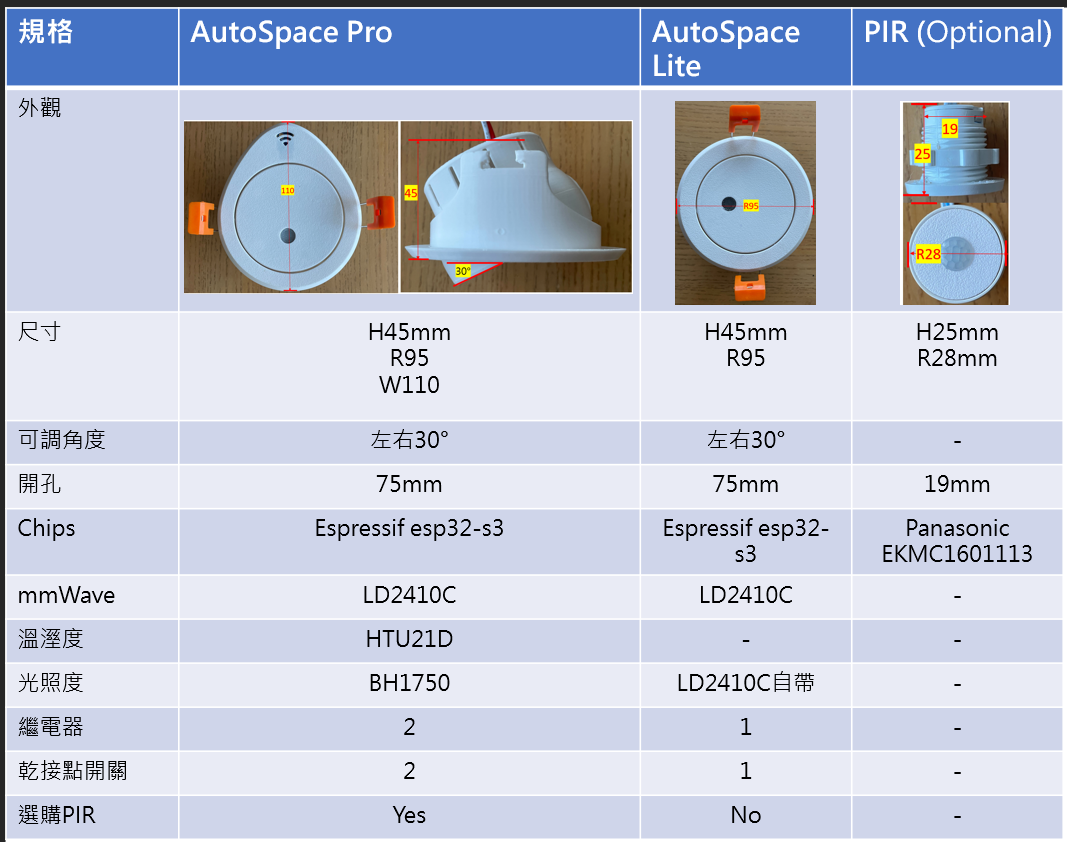 規格
AutoSpace Pro
AutoSpace
Lite
PIR (Optional)
外觀
110
45
30°
R95
19
25
R28
尺寸
H45mm
R95
W110
H45mm
R95
H25mm
R28mm
可調角度
左右30°
左右30°
-
開孔
75mm
75mm
19mm
Chips
Espressif esp32-s3
Espressif esp32-
s3
Panasonic
EKMC1601113
mmWave
LD2410C
LD2410C
-
溫溼度
HTU21D
-
-
光照度
BH1750
LD2410C自帶
-
繼電器
2
1
-
乾接點開關
2
1
-
選購PIR
Yes
No
-